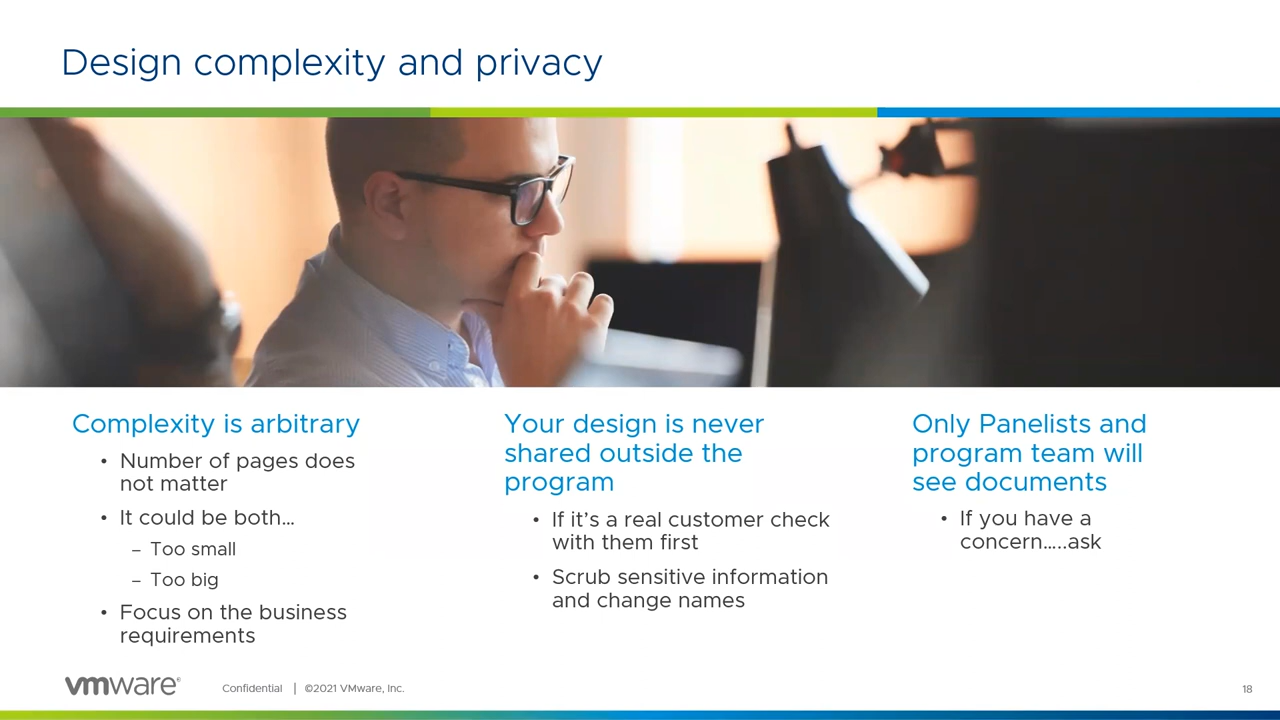 Design complexity and privacy
Complexity is arbitrary
• Number of pages does
not matter
• It could be both...
– Too small
– Too big
• Focus on the business
requirements
Your design is never
shared outside the
program
• If it’s a real customer check
with them first
• Scrub sensitive information
and change names
Only Panelists and
program team will
see documents
• If you have a
concern.....ask
vmware®
Confidential | ©2021 VMware, Inc.
18